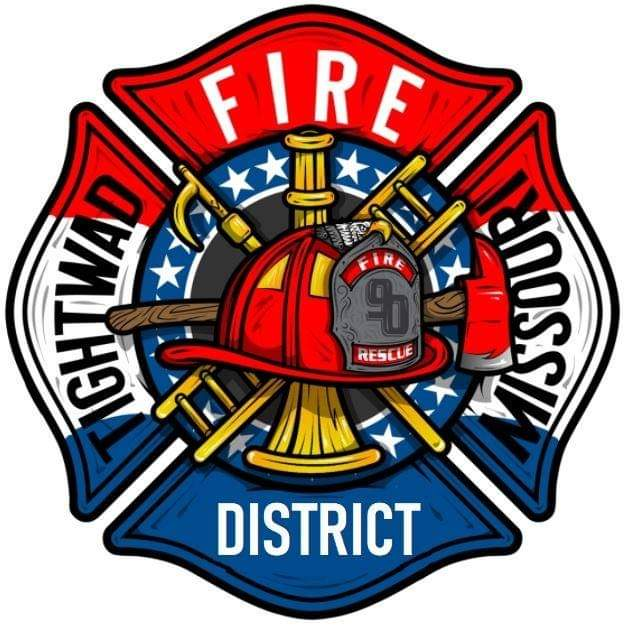 FIRE
TIGHTWAD
MISSOURI
FIRE
90
RESCUE
DISTRICT